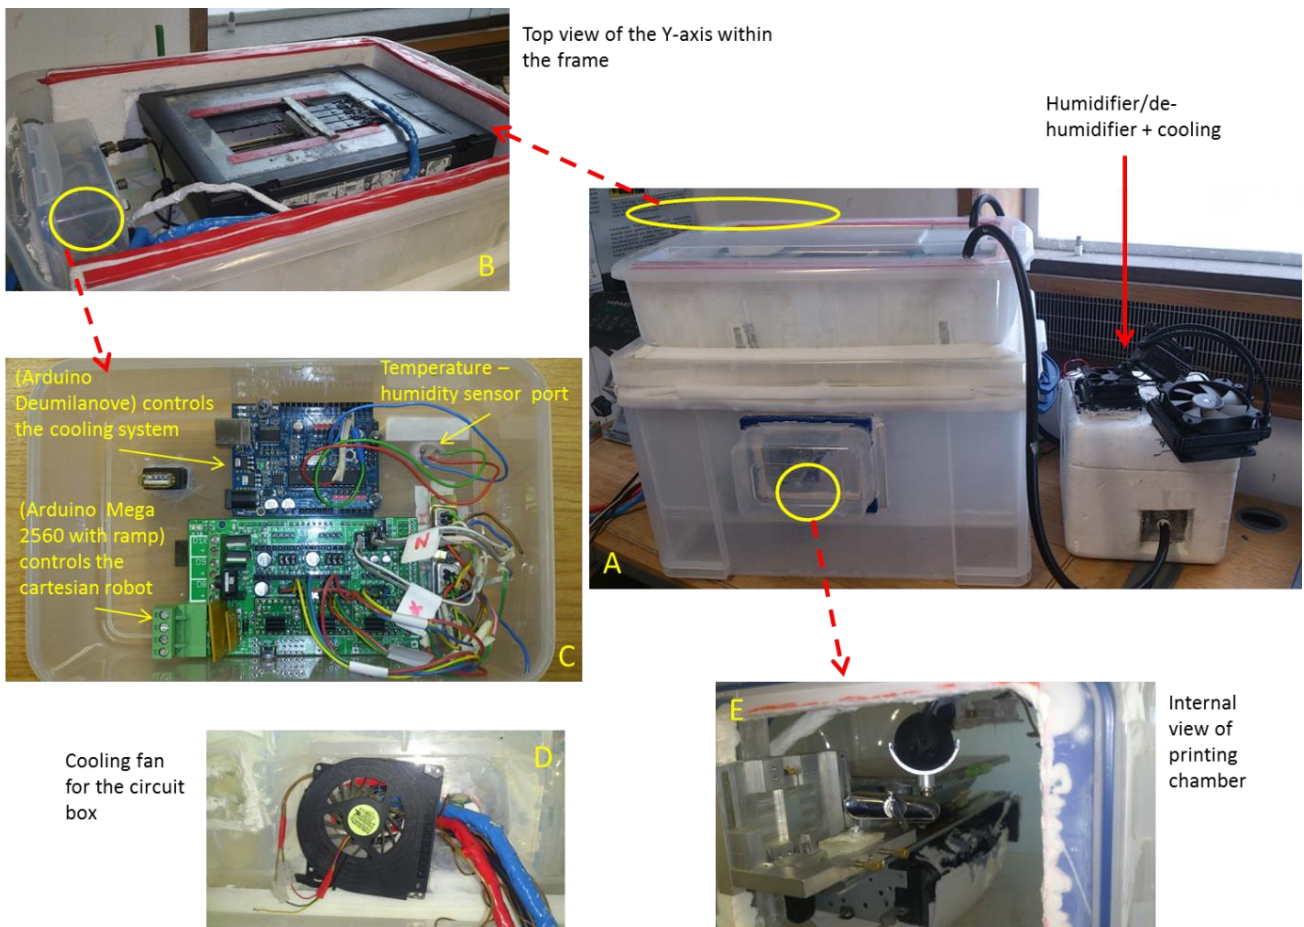 Top view of the Y-axis within
the frame
Humidifier/de-
humidifier + cooling
B
A
(Arduino
Deumilanove) controls
the cooling system
Temperature –
humidity sensor port
(Arduino Mega
2560 with ramp)
controls the
cartesian robot
D9
D8
Z
X
C
Cooling fan
for the circuit
box
D
E
Internal
view of
printing
chamber